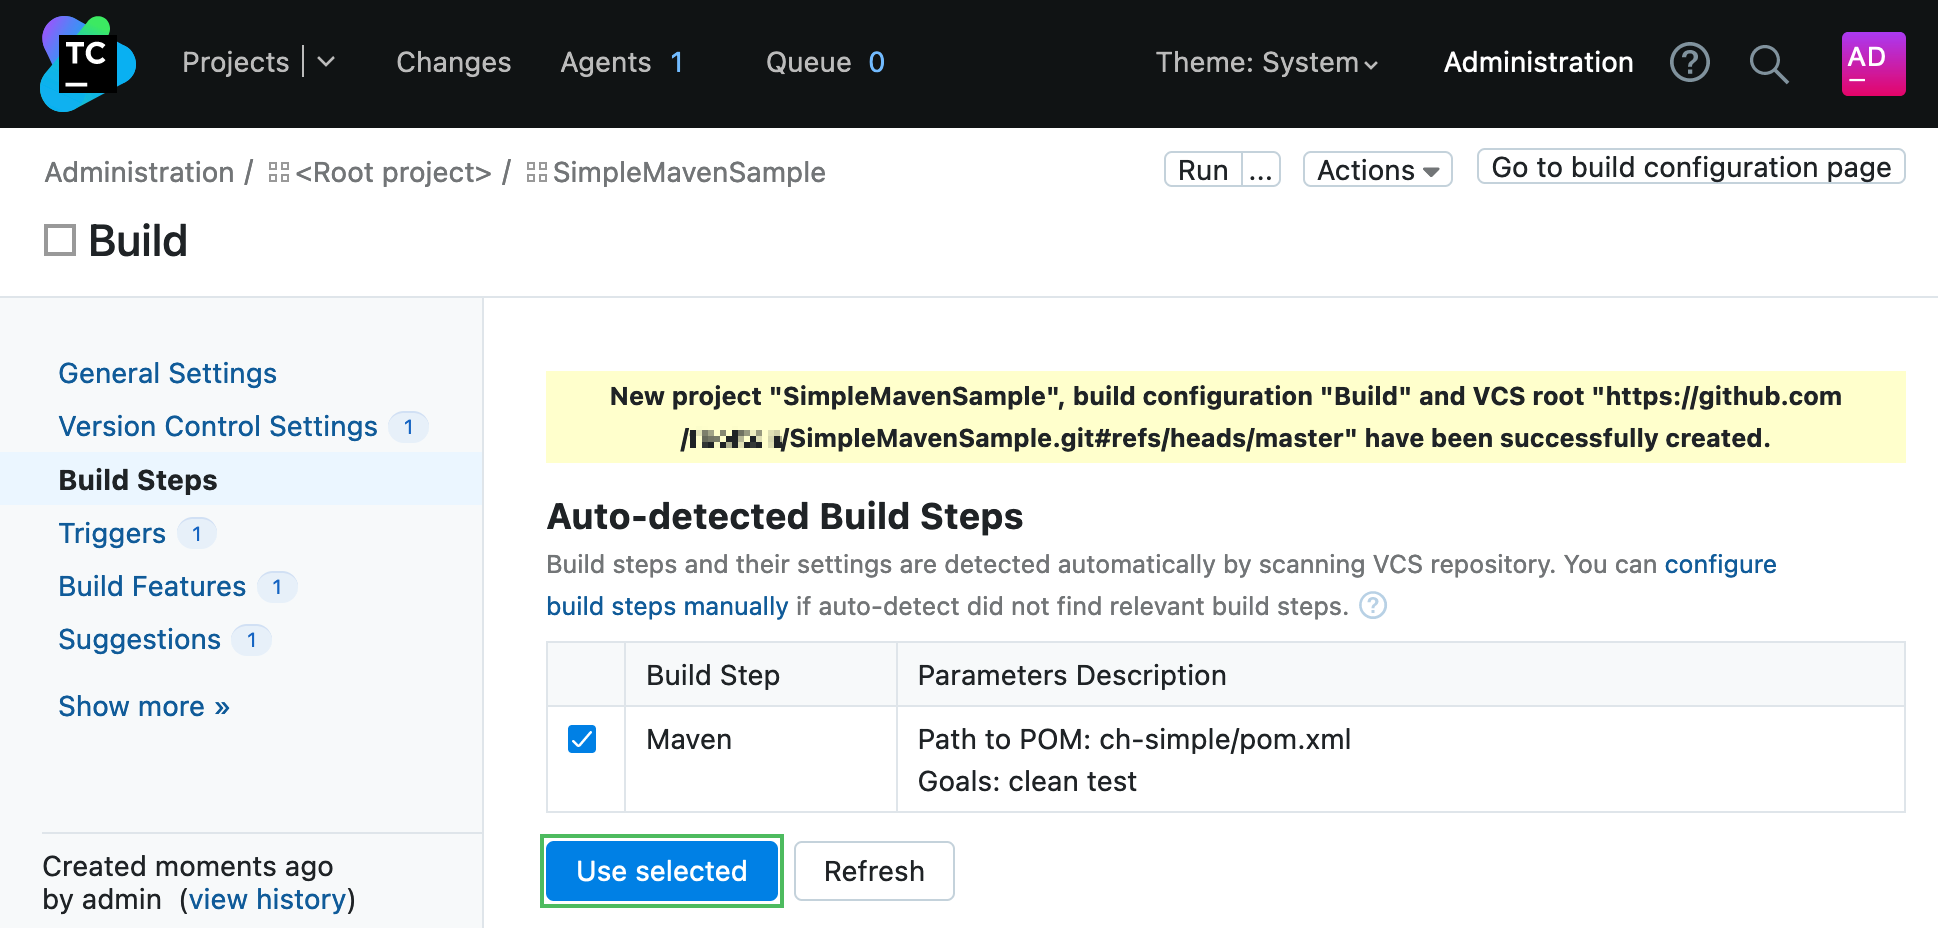 TC
Projects Changes Agents 1 Queue 0 Theme: System Administration ? AD
Administration / <Root project> / SimpleMavenSample Run ... Actions Go to build configuration page
Build
General Settings
Version Control Settings 1
Build Steps
Triggers 1
Build Features 1
Suggestions 1
Show more »
Created moments ago
by admin (view history)
New project "SimpleMavenSample", build configuration "Build" and VCS root "https://github.com
/SimpleMavenSample.git#refs/heads/master" have been successfully created.
Auto-detected Build Steps
Build steps and their settings are detected automatically by scanning VCS repository. You can configure
build steps manually if auto-detect did not find relevant build steps. ?
Build Step Parameters Description
Maven Path to POM: ch-simple/pom.xml
Goals: clean test
Use selected Refresh